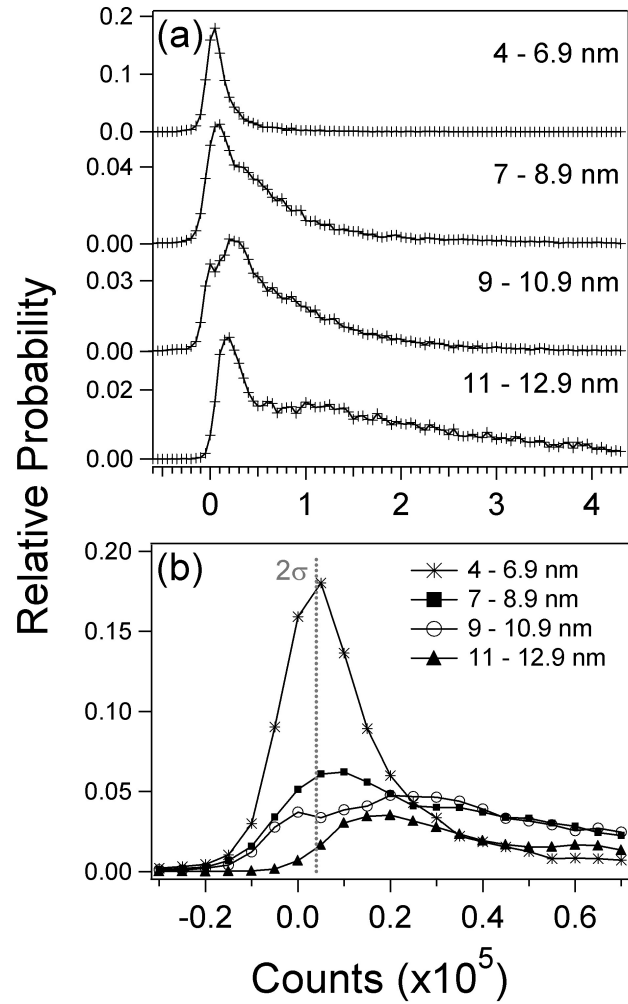 (a)
0.2
0.1
0.0
4 - 6.9 nm
0.04
0.00
7 - 8.9 nm
0.03
0.00
9 - 10.9 nm
0.02
0.00
11 - 12.9 nm
0 1 2 3 4
Relative Probability
(b)
2σ
0.20
0.15
0.10
0.05
0.00
4 - 6.9 nm
7 - 8.9 nm
9 - 10.9 nm
11 - 12.9 nm
-0.2 0.0 0.2 0.4 0.6
Counts (x10⁵)